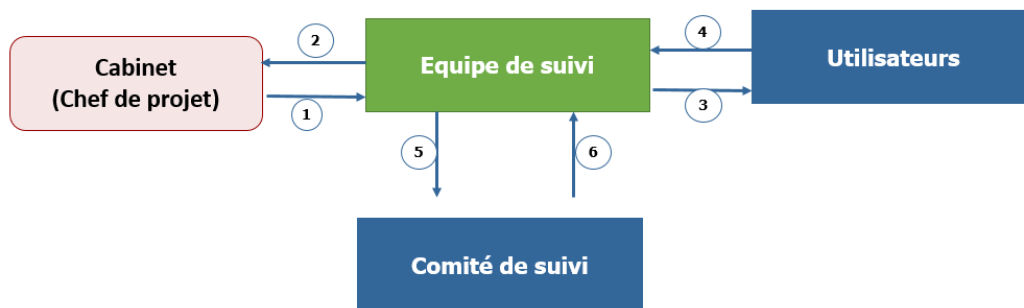 Cabinet
(Chef de projet)
2
1
Equipe de suivi
4
3
Utilisateurs
5
6
Comité de suivi